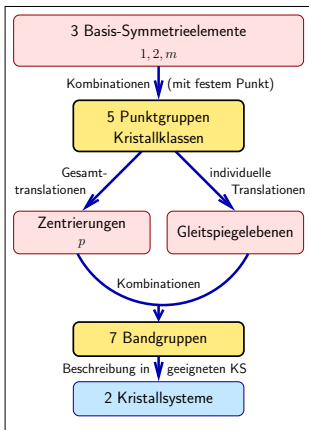 3 Basis-Symmetrieelemente
1, 2, m
Kombinationen (mit festem Punkt)
5 Punktgruppen
Kristallklassen
Gesamt-
translationen
individuelle
Translationen
Zentrierungen
p
Gleitspiegelebenen
Kombinationen
7 Bandgruppen
Beschreibung in geeigneten KS
2 Kristallsysteme